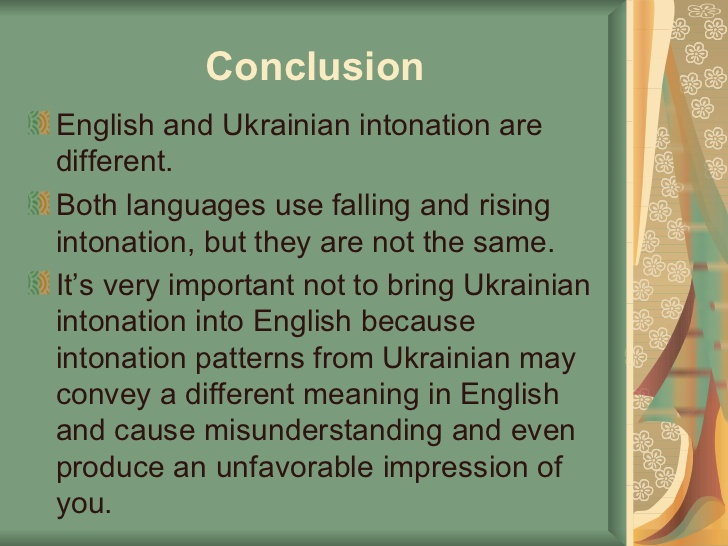 Conclusion
English and Ukrainian intonation are
different.
Both languages use falling and rising
intonation, but they are not the same.
It’s very important not to bring Ukrainian
intonation into English because
intonation patterns from Ukrainian may
convey a different meaning in English
and cause misunderstanding and even
produce an unfavorable impression of
you.